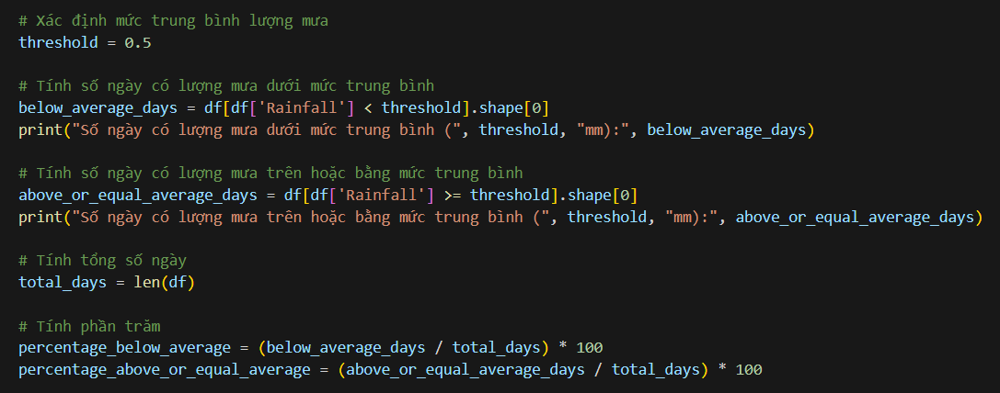 # Xác định mức trung bình lượng mưa
threshold = 0.5
# Tính số ngày có lượng mưa dưới mức trung bình
below_average_days = df[df['Rainfall'] < threshold].shape[0]
print("Số ngày có lượng mưa dưới mức trung bình (", threshold, "mm):", below_average_days)
# Tính số ngày có lượng mưa trên hoặc bằng mức trung bình
above_or_equal_average_days = df[df['Rainfall'] >= threshold].shape[0]
print("Số ngày có lượng mưa trên hoặc bằng mức trung bình (", threshold, "mm):", above_or_equal_average_days)
# Tính tổng số ngày
total_days = len(df)
# Tính phần trăm
percentage_below_average = (below_average_days / total_days) * 100
percentage_above_or_equal_average = (above_or_equal_average_days / total_days) * 100